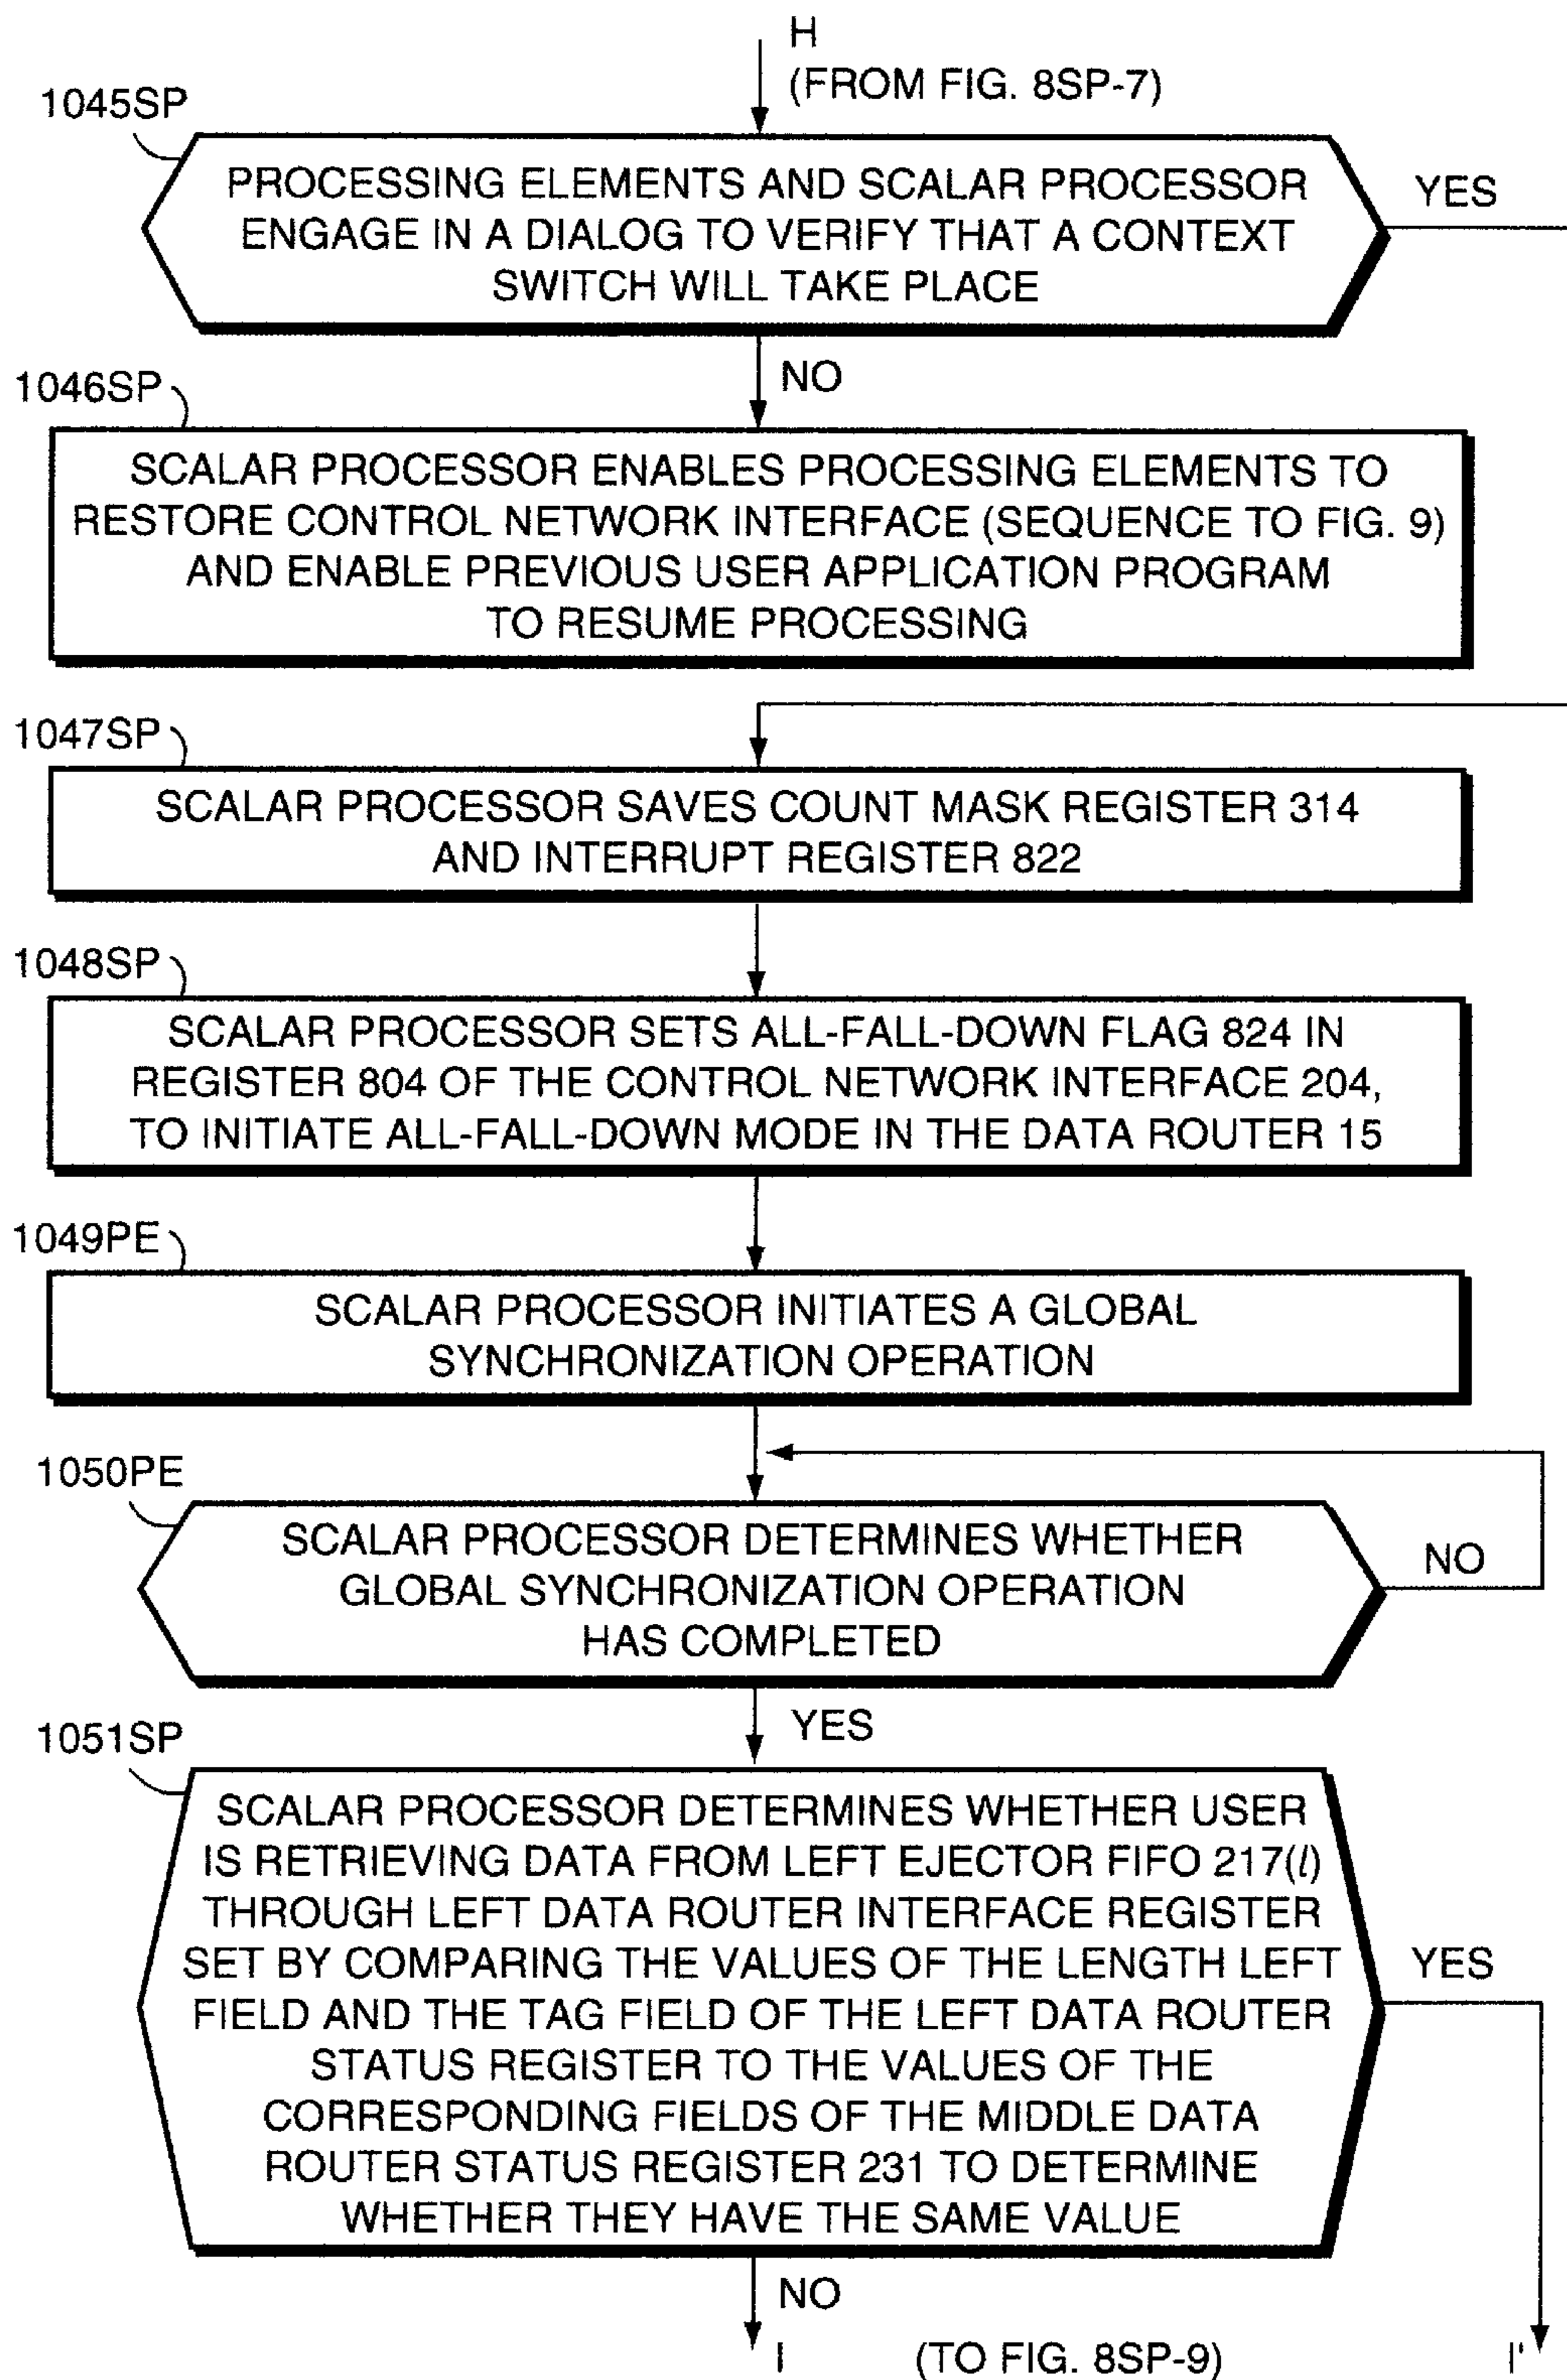 H
(FROM FIG. 8SP-7)
1045SP
PROCESSING ELEMENTS AND SCALAR PROCESSOR
ENGAGE IN A DIALOG TO VERIFY THAT A CONTEXT
SWITCH WILL TAKE PLACE
YES
NO
1046SP
SCALAR PROCESSOR ENABLES PROCESSING ELEMENTS TO
RESTORE CONTROL NETWORK INTERFACE (SEQUENCE TO FIG. 9)
AND ENABLE PREVIOUS USER APPLICATION PROGRAM
TO RESUME PROCESSING
1047SP
SCALAR PROCESSOR SAVES COUNT MASK REGISTER 314
AND INTERRUPT REGISTER 822
1048SP
SCALAR PROCESSOR SETS ALL-FALL-DOWN FLAG 824 IN
REGISTER 804 OF THE CONTROL NETWORK INTERFACE 204,
TO INITIATE ALL-FALL-DOWN MODE IN THE DATA ROUTER 15
1049PE
SCALAR PROCESSOR INITIATES A GLOBAL
SYNCHRONIZATION OPERATION
1050PE
SCALAR PROCESSOR DETERMINES WHETHER
GLOBAL SYNCHRONIZATION OPERATION
HAS COMPLETED
NO
YES
1051SP
SCALAR PROCESSOR DETERMINES WHETHER USER
IS RETRIEVING DATA FROM LEFT EJECTOR FIFO 217(l)
THROUGH LEFT DATA ROUTER INTERFACE REGISTER
SET BY COMPARING THE VALUES OF THE LENGTH LEFT
FIELD AND THE TAG FIELD OF THE LEFT DATA ROUTER
STATUS REGISTER TO THE VALUES OF THE
CORRESPONDING FIELDS OF THE MIDDLE DATA
ROUTER STATUS REGISTER 231 TO DETERMINE
WHETHER THEY HAVE THE SAME VALUE
YES
NO
I (TO FIG. 8SP-9) I'